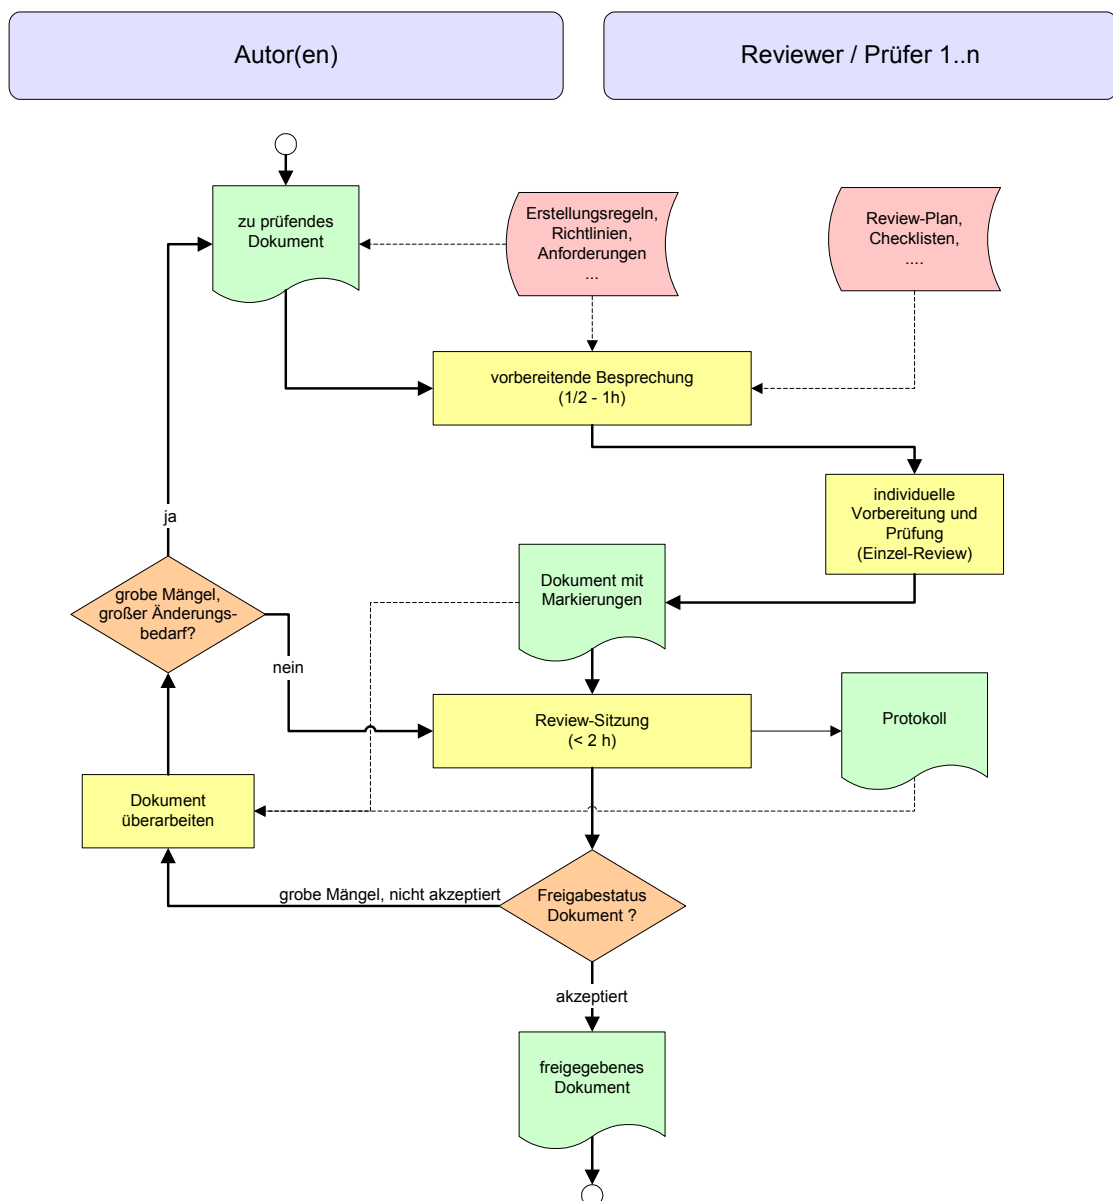 Autor(en)
Reviewer / Prüfer 1..n
zu prüfendes
Dokument
Erstellungsregeln,
Richtlinien,
Anforderungen
...
Review-Plan,
Checklisten,
....
vorbereitende Besprechung
(1/2 - 1h)
individuelle
Vorbereitung und
Prüfung
(Einzel-Review)
ja
Dokument mit
Markierungen
grobe Mängel,
großer Änderungs-
bedarf?
nein
Review-Sitzung
(< 2 h)
Protokoll
Dokument
überarbeiten
grobe Mängel, nicht akzeptiert
Freigabestatus
Dokument ?
akzeptiert
freigegebenes
Dokument